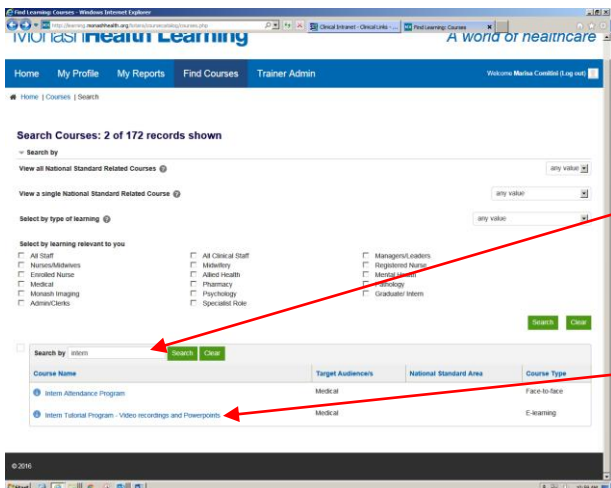 Find Learning: Courses - Windows Internet Explorer
Clinical Intranet - Clinical Links - ...
Find Learning: Courses
Monash Health Learning
A world of healthcare
Home My Profile My Reports Find Courses Trainer Admin
Welcome Marisa (Log out)
Home | Courses | Search
Search Courses: 2 of 172 records shown
Search by
View all National Standard Related Courses
any value
View a single National Standard Related Course
any value
Select by type of learning
any value
Select by learning relevant to you
All Staff All Clinical Staff Managers/Leaders
Nurses/Midwives Midwifery Registered Nurse
Enrolled Nurse Allied Health Mental Health
Medical Pharmacy Pathology
Monash Imaging Psychology Graduate/ Intern
Admin/Clerks Specialist Role
Search Clear
Search by intern Search Clear
Course Name Target Audience/s National Standard Area Course Type
Intern Attendance Program Medical Face-to-face
Intern Tutorial Program - Video recordings and Powerpoints Medical E-learning
© 2016